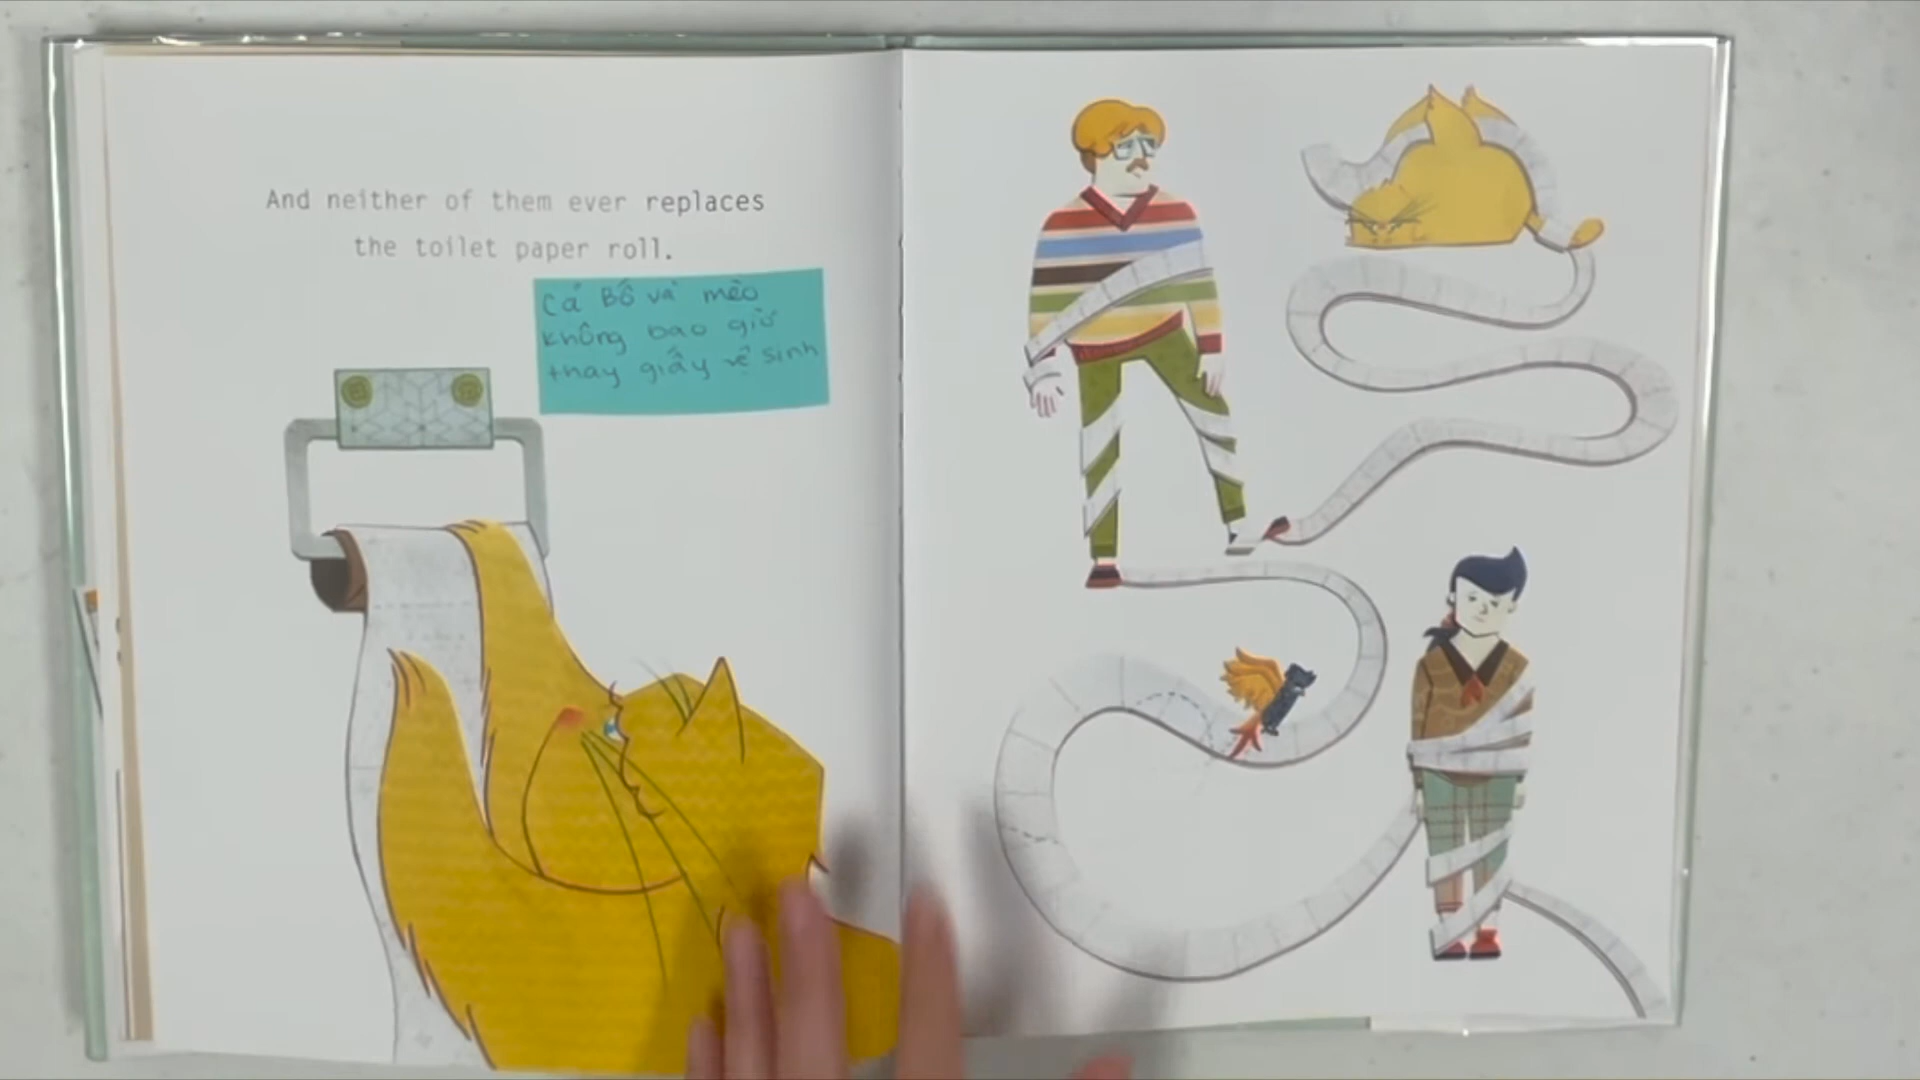 And neither of them ever replaces
the toilet paper roll.
Cả Bố và mèo
không bao giờ
thay giấy vệ sinh